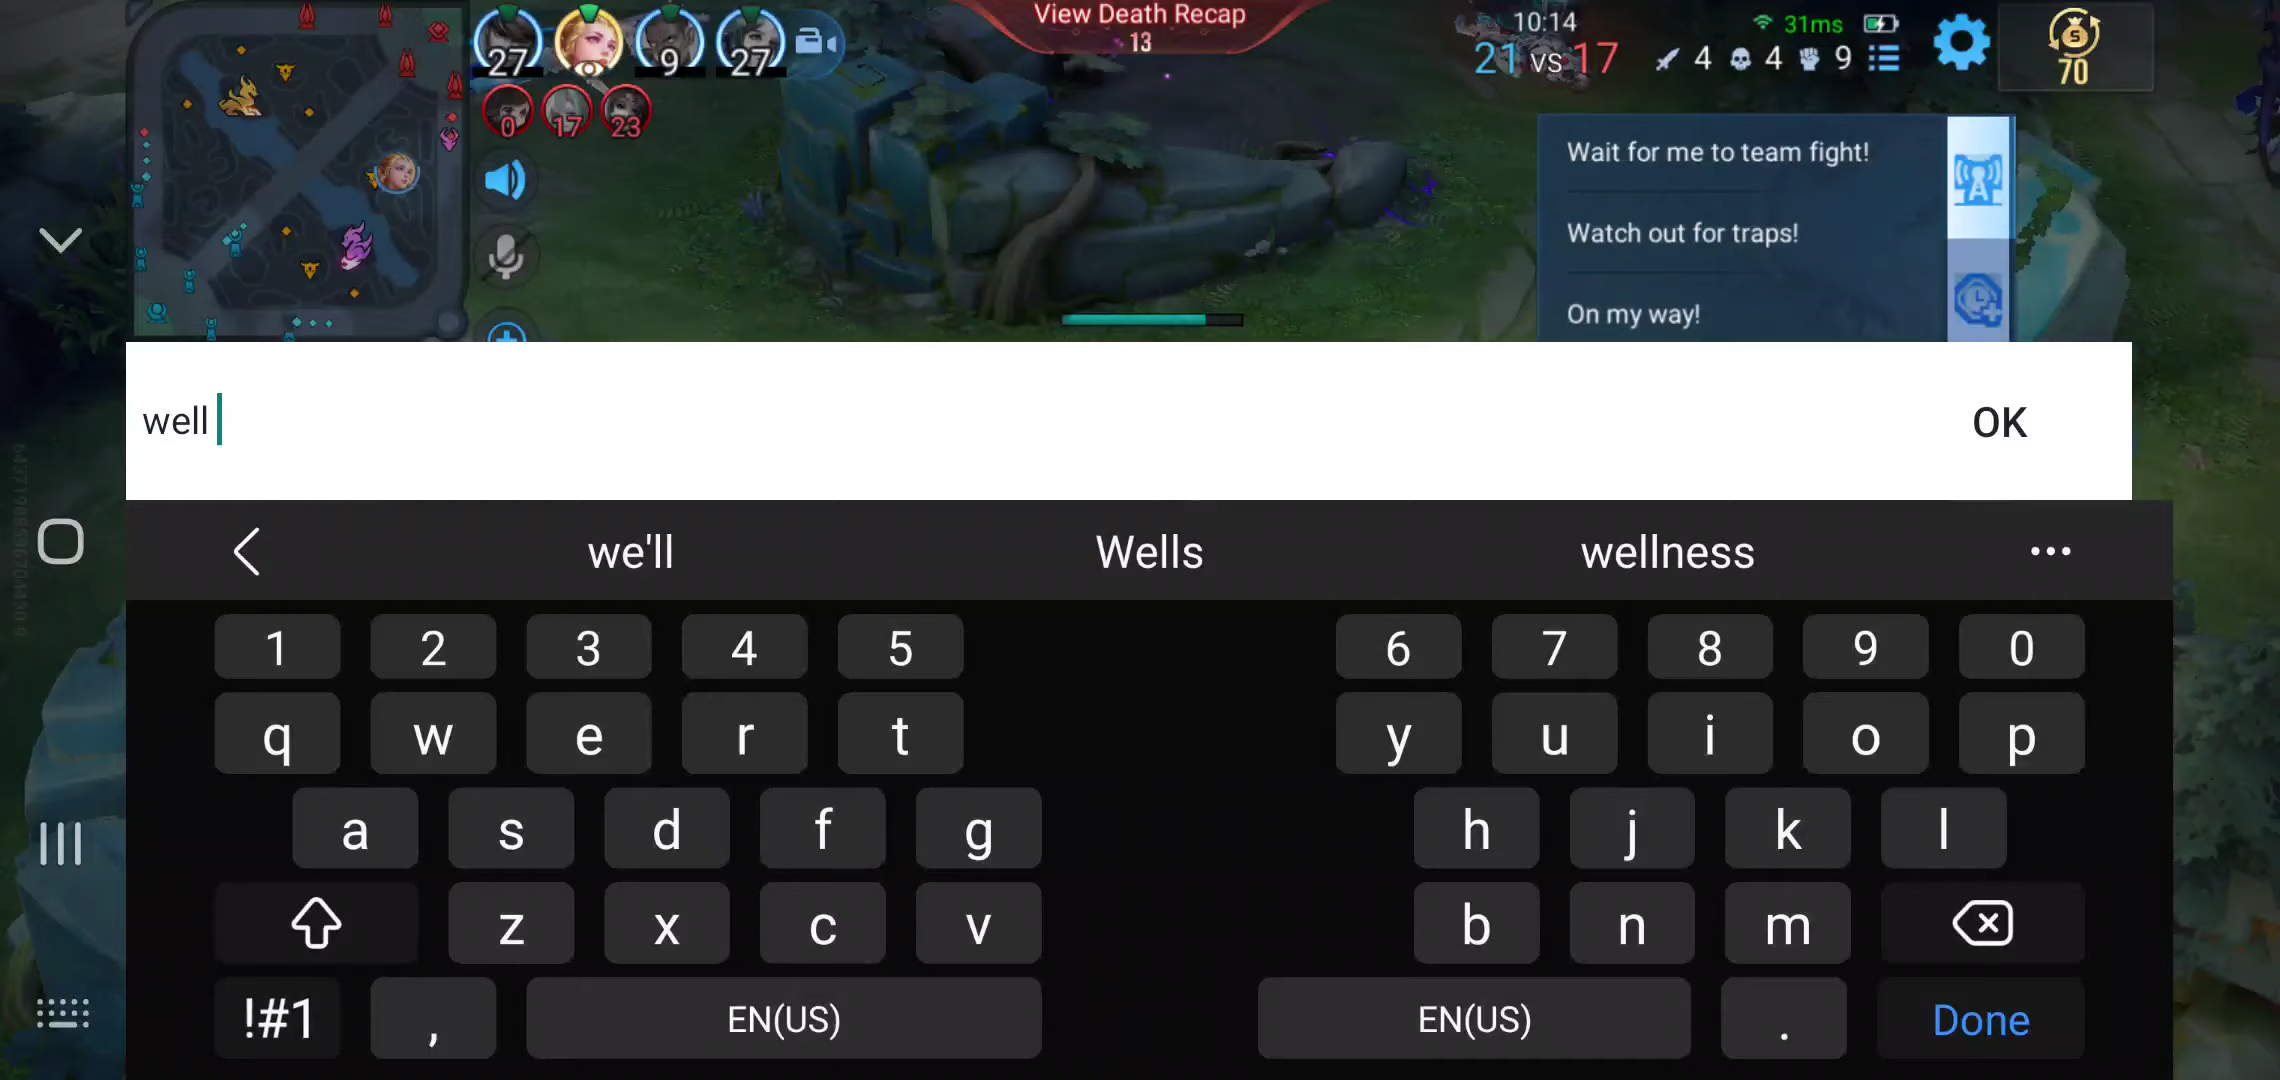 View Death Recap
13
10:14
31ms
21 VS 17
4 4 9
70
27 9 27
0 17 23
Wait for me to team fight!
Watch out for traps!
On my way!
well
OK
we'll Wells wellness
1 2 3 4 5 6 7 8 9 0
q w e r t y u i o p
a s d f g h j k l
z x c v b n m
!#1 , EN(US) EN(US) . Done